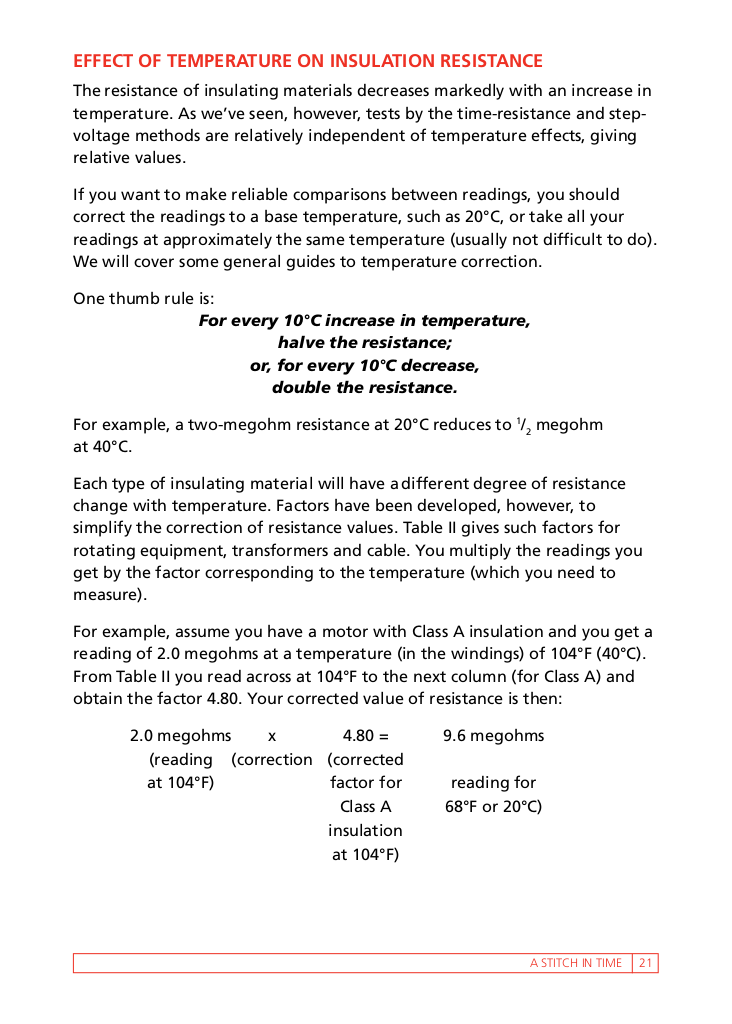 EFFECT OF TEMPERATURE ON INSULATION RESISTANCE
The resistance of insulating materials decreases markedly with an increase in
temperature. As we’ve seen, however, tests by the time-resistance and step-
voltage methods are relatively independent of temperature effects, giving
relative values.
If you want to make reliable comparisons between readings, you should
correct the readings to a base temperature, such as 20°C, or take all your
readings at approximately the same temperature (usually not difficult to do).
We will cover some general guides to temperature correction.
One thumb rule is:
For every 10°C increase in temperature,
halve the resistance;
or, for every 10°C decrease,
double the resistance.
For example, a two-megohm resistance at 20°C reduces to 1/2 megohm
at 40°C.
Each type of insulating material will have a different degree of resistance
change with temperature. Factors have been developed, however, to
simplify the correction of resistance values. Table II gives such factors for
rotating equipment, transformers and cable. You multiply the readings you
get by the factor corresponding to the temperature (which you need to
measure).
For example, assume you have a motor with Class A insulation and you get a
reading of 2.0 megohms at a temperature (in the windings) of 104°F (40°C).
From Table II you read across at 104°F to the next column (for Class A) and
obtain the factor 4.80. Your corrected value of resistance is then:
2.0 megohms x 4.80 = 9.6 megohms
(reading (correction (corrected
at 104°F) factor for reading for
Class A 68°F or 20°C)
insulation
at 104°F)
A STITCH IN TIME 21